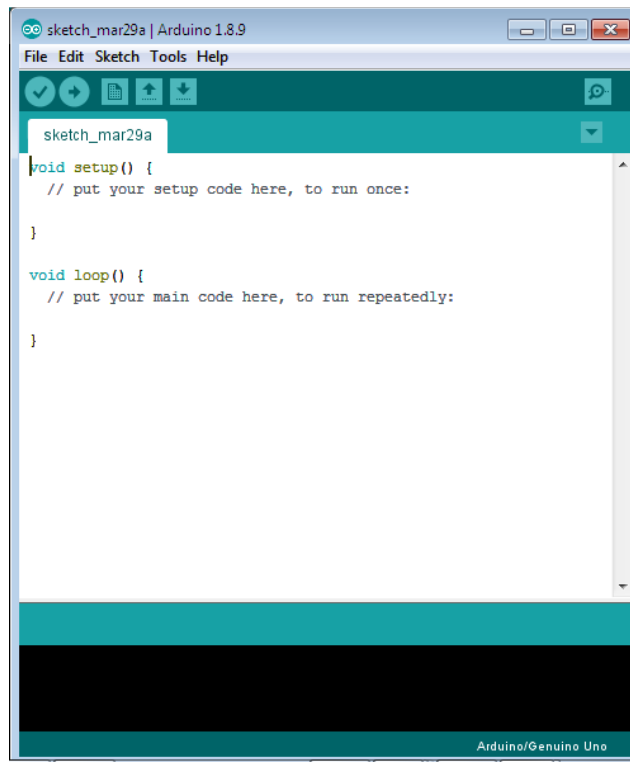 sketch_mar29a | Arduino 1.8.9
File Edit Sketch Tools Help
sketch_mar29a
void setup() {
  // put your setup code here, to run once:
}
void loop() {
  // put your main code here, to run repeatedly:
}
Arduino/Genuino Uno